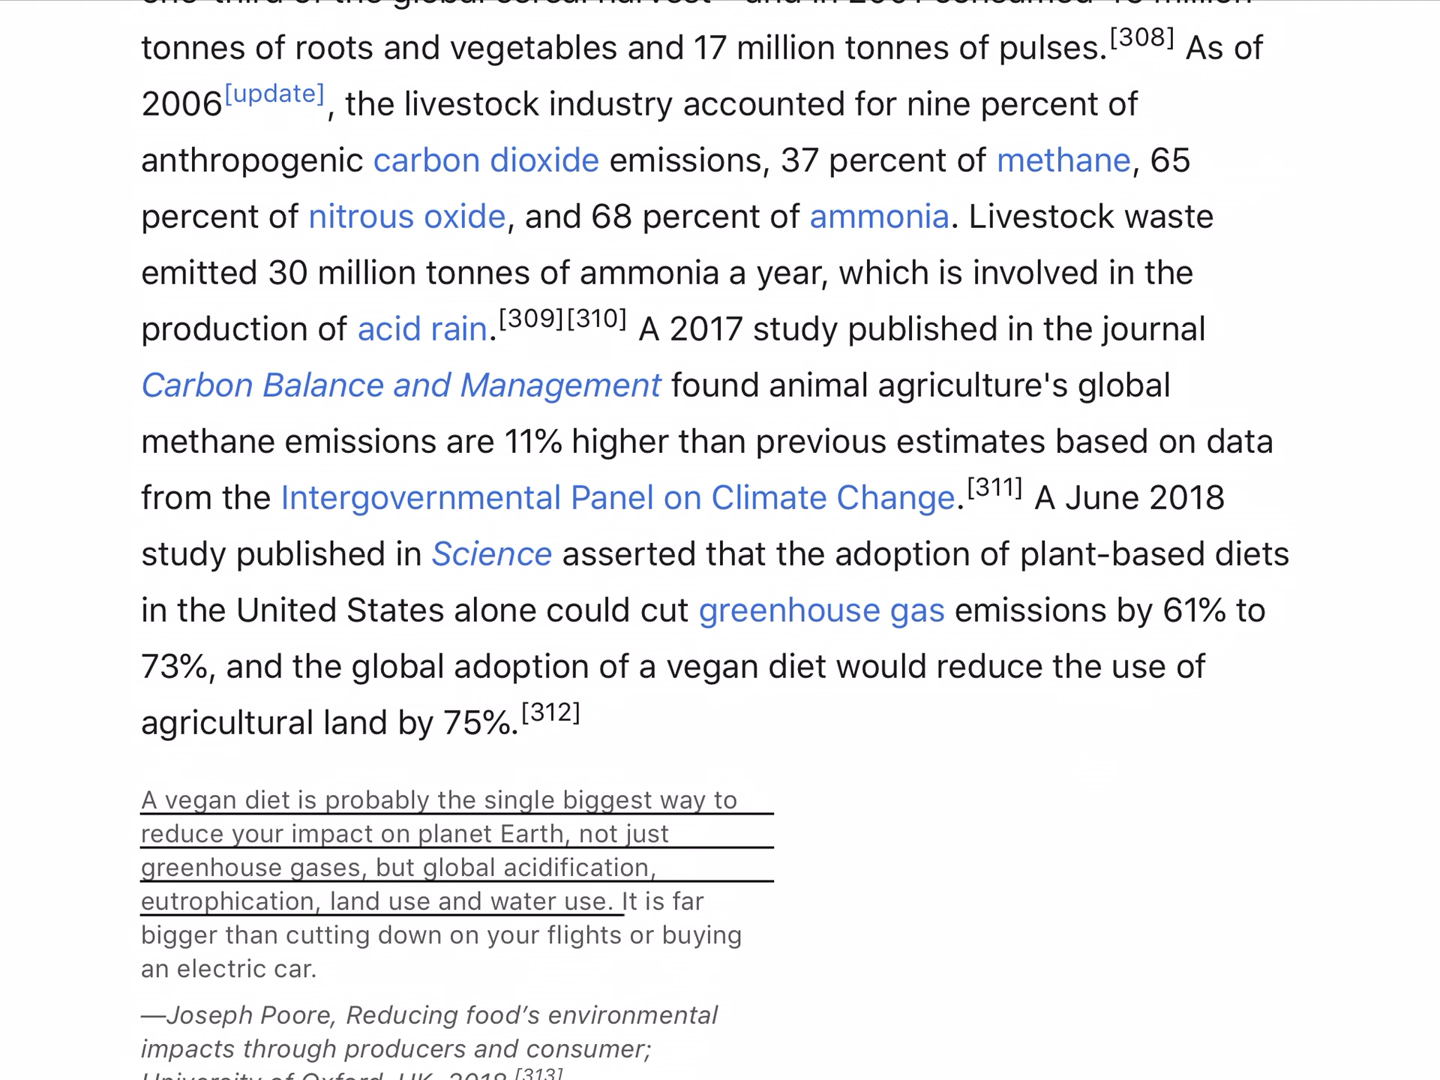 tonnes of roots and vegetables and 17 million tonnes of pulses.[308] As of
2006[update], the livestock industry accounted for nine percent of
anthropogenic carbon dioxide emissions, 37 percent of methane, 65
percent of nitrous oxide, and 68 percent of ammonia. Livestock waste
emitted 30 million tonnes of ammonia a year, which is involved in the
production of acid rain.[309][310] A 2017 study published in the journal
Carbon Balance and Management found animal agriculture's global
methane emissions are 11% higher than previous estimates based on data
from the Intergovernmental Panel on Climate Change.[311] A June 2018
study published in Science asserted that the adoption of plant-based diets
in the United States alone could cut greenhouse gas emissions by 61% to
73%, and the global adoption of a vegan diet would reduce the use of
agricultural land by 75%.[312]
A vegan diet is probably the single biggest way to
reduce your impact on planet Earth, not just
greenhouse gases, but global acidification,
eutrophication, land use and water use. It is far
bigger than cutting down on your flights or buying
an electric car.
—Joseph Poore, Reducing food’s environmental
impacts through producers and consumer;
University of Oxford, UK, 2018.[313]